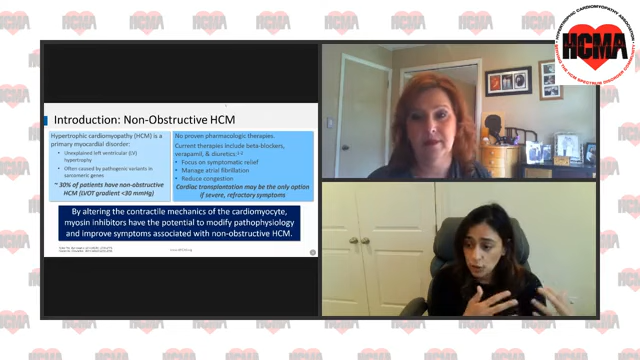 HYPERTROPHIC CARDIOMYOPATHY ASSOCIATION
HCMA
Introduction: Non-Obstructive HCM
Hypertrophic cardiomyopathy (HCM) is a
primary myocardial disorder:
• Unexplained left ventricular (LV)
hypertrophy
• Often caused by pathogenic variants in
sarcomeric genes
~ 30% of patients have non-obstructive
HCM (LVOT gradient <30 mmHg)
No proven pharmacologic therapies.
Current therapies include beta-blockers,
verapamil, & diuretics:
• Focus on symptomatic relief
• Manage atrial fibrillation
• Reduce congestion
Cardiac transplantation may be the only option
if severe, refractory symptoms
By altering the contractile mechanics of the cardiomyocyte,
myosin inhibitors have the potential to modify pathophysiology
and improve symptoms associated with non-obstructive HCM.